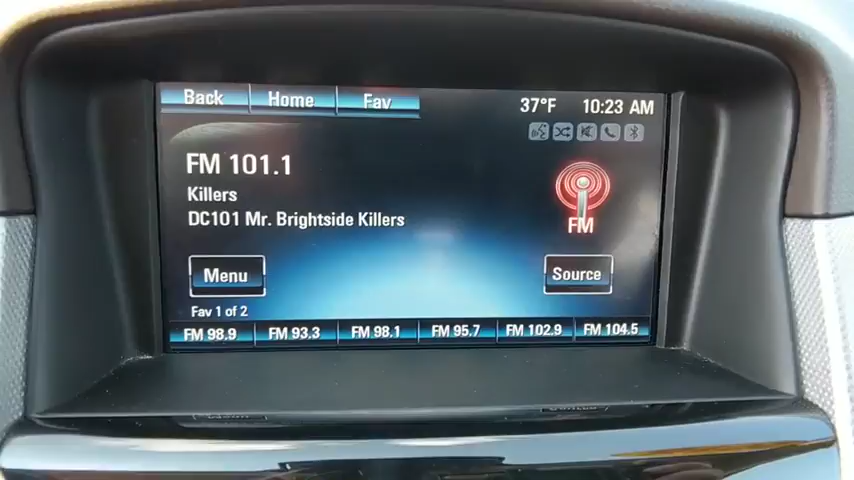 Back Home Fav 37°F 10:23 AM
FM 101.1
Killers
DC101 Mr. Brightside Killers
FM
Menu Source
Fav 1 of 2
FM 98.9 FM 93.3 FM 98.1 FM 95.7 FM 102.9 FM 104.5